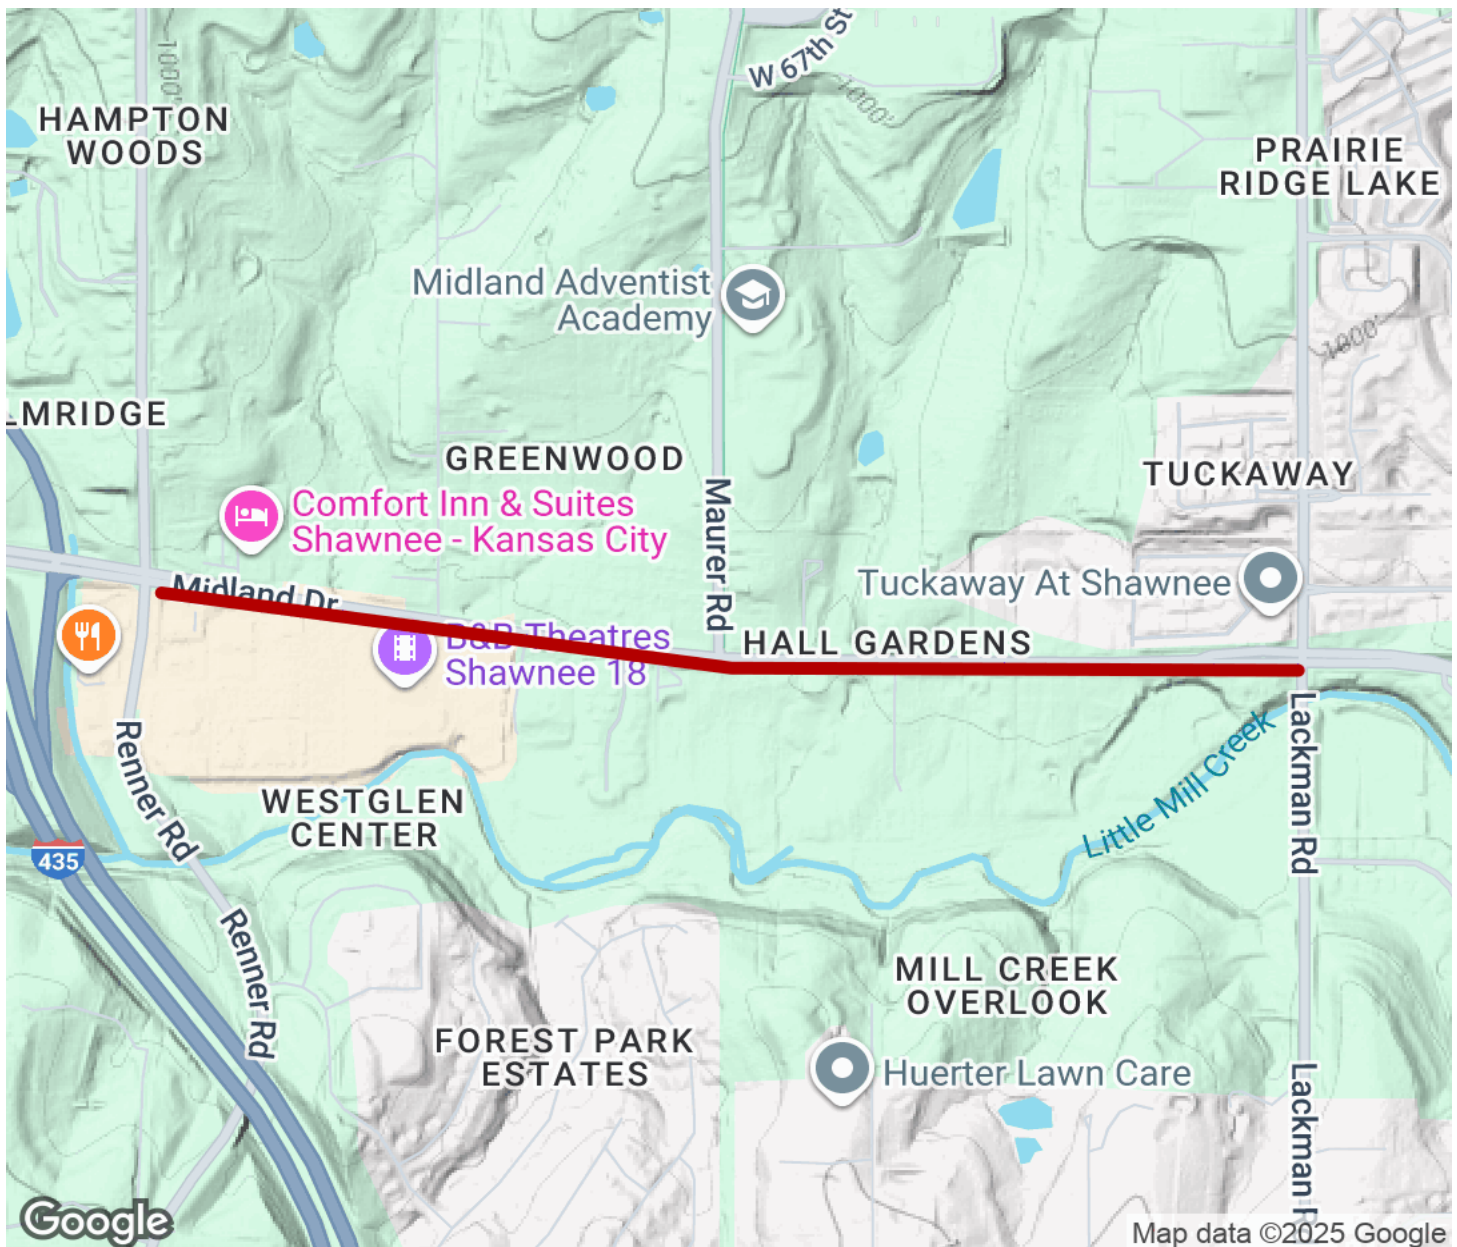 1000'
W 67th St
1000'
HAMPTON
WOODS
PRAIRIE
RIDGE LAKE
Midland Adventist
Academy
1000'
LMRIDGE
GREENWOOD
TUCKAWAY
Comfort Inn & Suites
Shawnee - Kansas City
Maurer Rd
Midland Dr
Tuckaway At Shawnee
B&B Theatres
Shawnee 18
HALL GARDENS
Renner Rd
Lackman Rd
Little Mill Creek
WESTGLEN
CENTER
435
Renner Rd
MILL CREEK
OVERLOOK
FOREST PARK
ESTATES
Huerter Lawn Care
Lackman R
Google
Map data ©2025 Google